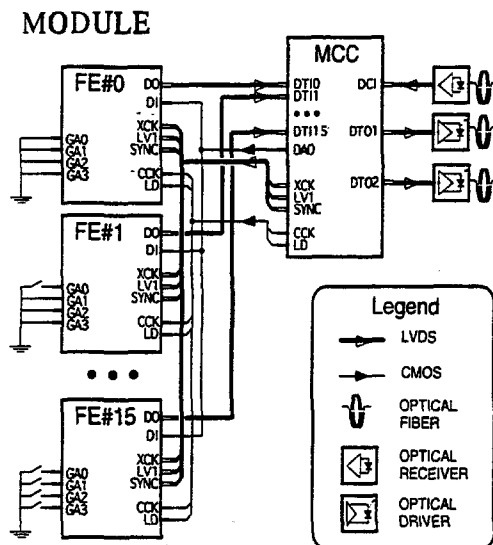 MODULE
FE#0
DO
DI
XCK
LV1
SYNC
CCK
LD
GA0
GA1
GA2
GA3
FE#1
DO
DI
XCK
LV1
SYNC
CCK
LD
GA0
GA1
GA2
GA3
FE#15
DO
DI
XCK
LV1
SYNC
CCK
LD
GA0
GA1
GA2
GA3
MCC
DTI0
DTI1
DTI15
DAO
XCK
LV1
SYNC
CCK
LD
DCI
DTO1
DTO2
Legend
LVDS
CMOS
OPTICAL
FIBER
OPTICAL
RECEIVER
OPTICAL
DRIVER